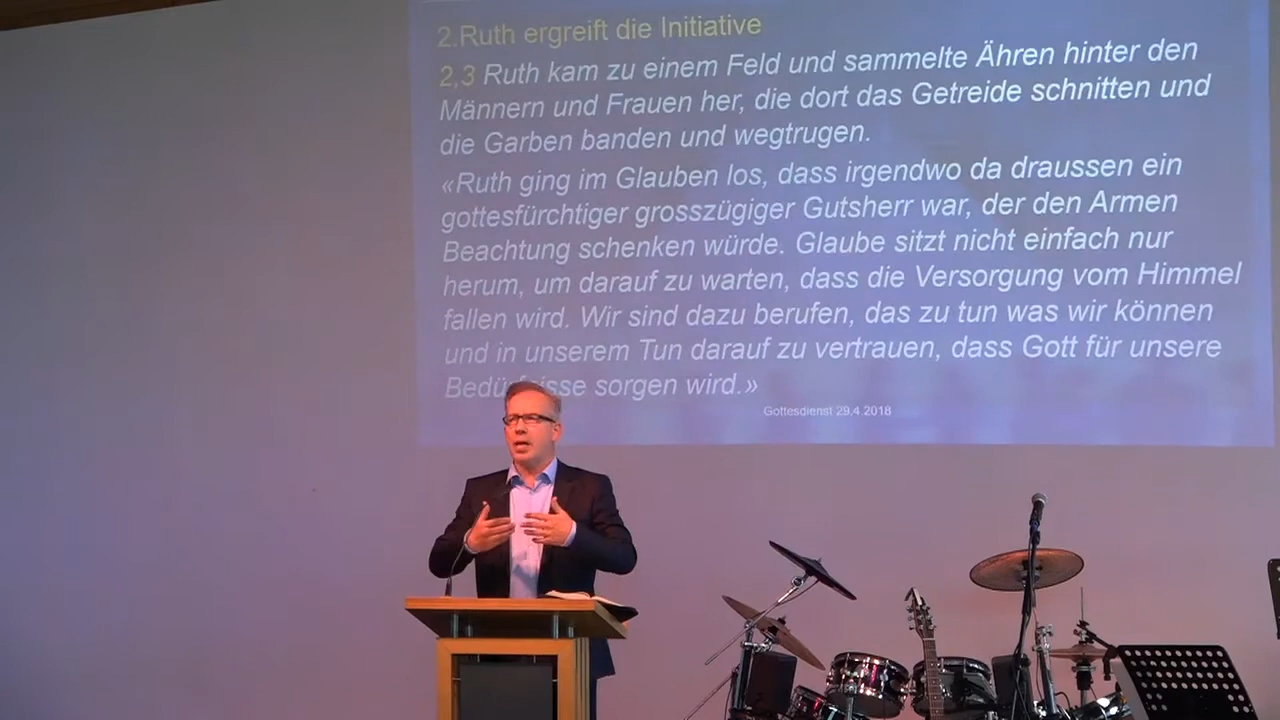 2.Ruth ergreift die Initiative
2,3 Ruth kam zu einem Feld und sammelte Ähren hinter den
Männern und Frauen her, die dort das Getreide schnitten und
die Garben banden und wegtrugen.
«Ruth ging im Glauben los, dass irgendwo da draussen ein
gottesfürchtiger grosszügiger Gutsherr war, der den Armen
Beachtung schenken würde. Glaube sitzt nicht einfach nur
herum, um darauf zu warten, dass die Versorgung vom Himmel
fallen wird. Wir sind dazu berufen, das zu tun was wir können
und in unserem Tun darauf zu vertrauen, dass Gott für unsere
Bedürfnisse sorgen wird.»
Gottesdienst 29.4.2018